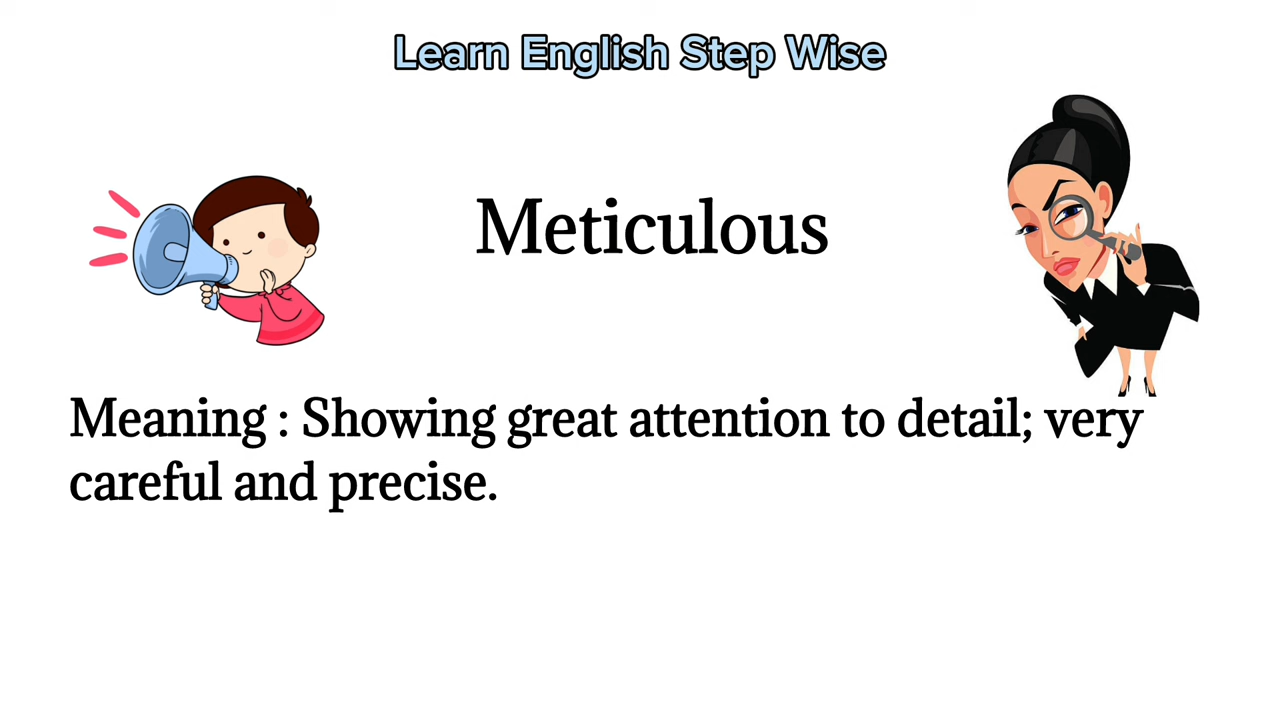 Learn English Step Wise
Meticulous
Meaning : Showing great attention to detail; very
careful and precise.